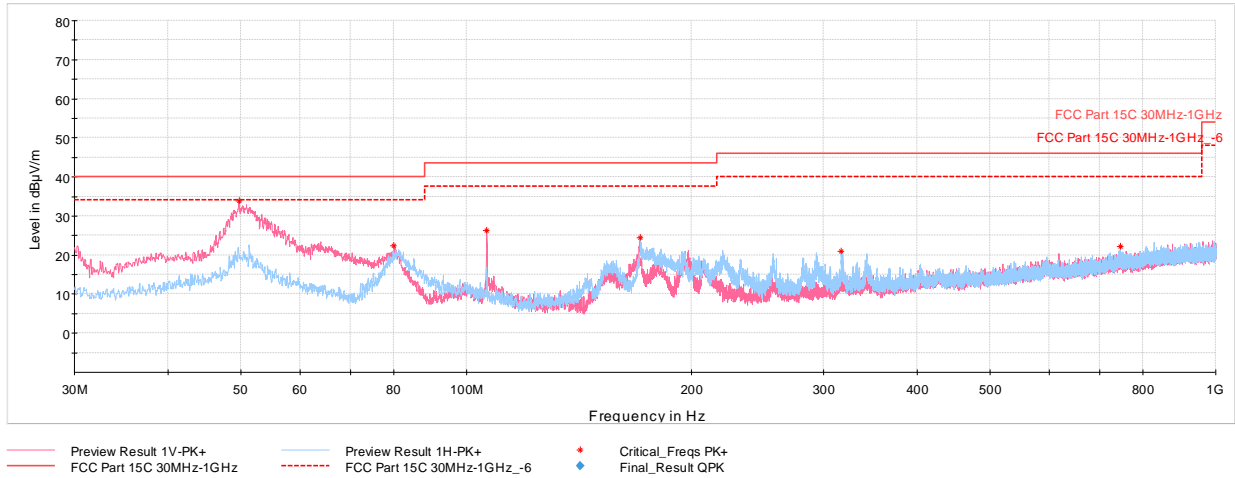 80
70
60
50
40
30
20
10
0
Level in dBµV/m
FCC Part 15C 30MHz-1GHz
FCC Part 15C 30MHz-1GHz_-6
30M 50 60 80 100M 200 300 400 500 800 1G
Frequency in Hz
Preview Result 1V-PK+ Preview Result 1H-PK+ Critical_Freqs PK+
FCC Part 15C 30MHz-1GHz FCC Part 15C 30MHz-1GHz_-6 Final_Result QPK